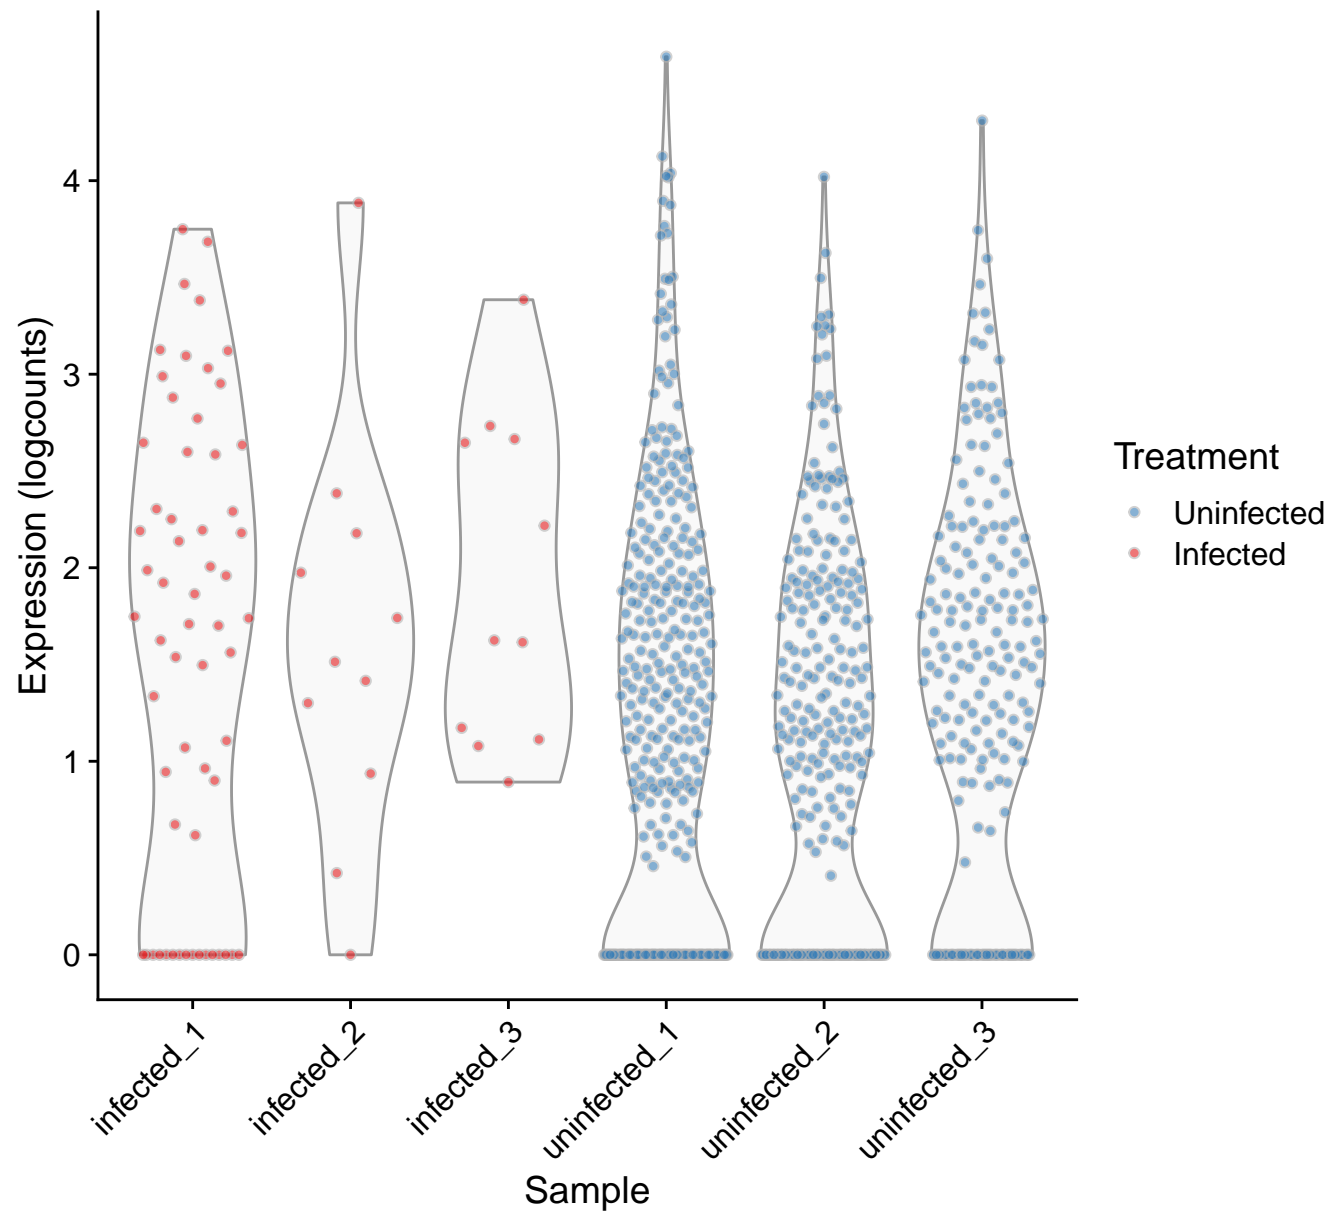 Expression (logcounts)
4
3
2
1
0
infected_1
infected_2
infected_3
uninfected_1
uninfected_2
uninfected_3
Sample
Treatment
Uninfected
Infected